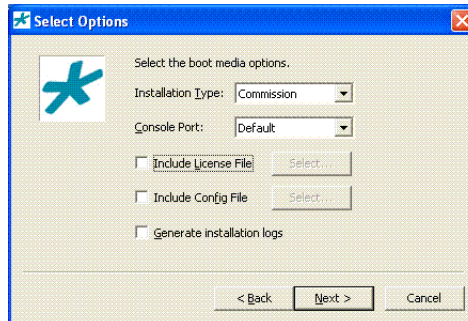 Select Options
Select the boot media options.
Installation Type: Commission
Console Port: Default
Include License File Select...
Include Config File Select...
Generate installation logs
< Back Next > Cancel